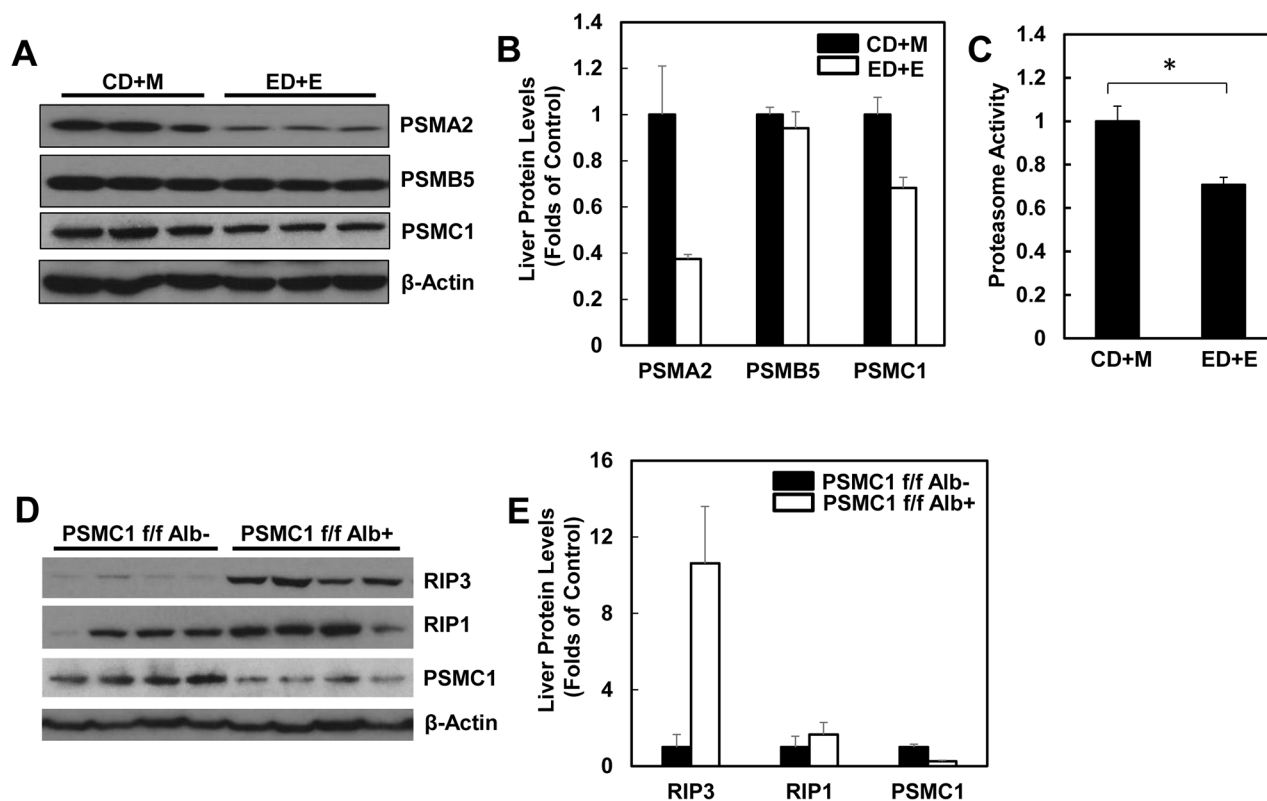 A
CD+M ED+E
PSMA2
PSMB5
PSMC1
β-Actin
B
Liver Protein Levels
(Folds of Control)
1.4
1.2
1
0.8
0.6
0.4
0.2
0
CD+M
ED+E
PSMA2 PSMB5 PSMC1
C
Proteasome Activity
1.4
1.2
1
0.8
0.6
0.4
0.2
0
*
CD+M ED+E
D
PSMC1 f/f Alb- PSMC1 f/f Alb+
RIP3
RIP1
PSMC1
β-Actin
E
Liver Protein Levels
(Folds of Control)
16
12
8
4
0
PSMC1 f/f Alb-
PSMC1 f/f Alb+
RIP3 RIP1 PSMC1